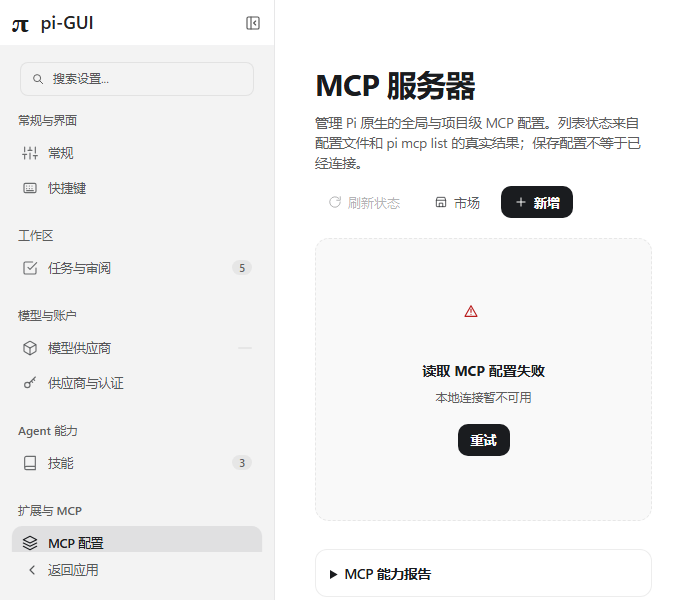 π pi-GUI
搜索设置...
常规与界面
常规
快捷键
工作区
任务与审阅 5
模型与账户
模型供应商 —
供应商与认证
Agent 能力
技能 3
扩展与 MCP
MCP 配置
返回应用
MCP 服务器
管理 Pi 原生的全局与项目级 MCP 配置。列表状态来自
配置文件和 pi mcp list 的真实结果；保存配置不等于已
经连接。
刷新状态 市场 + 新增
读取 MCP 配置失败
本地连接暂不可用
重试
▶ MCP 能力报告